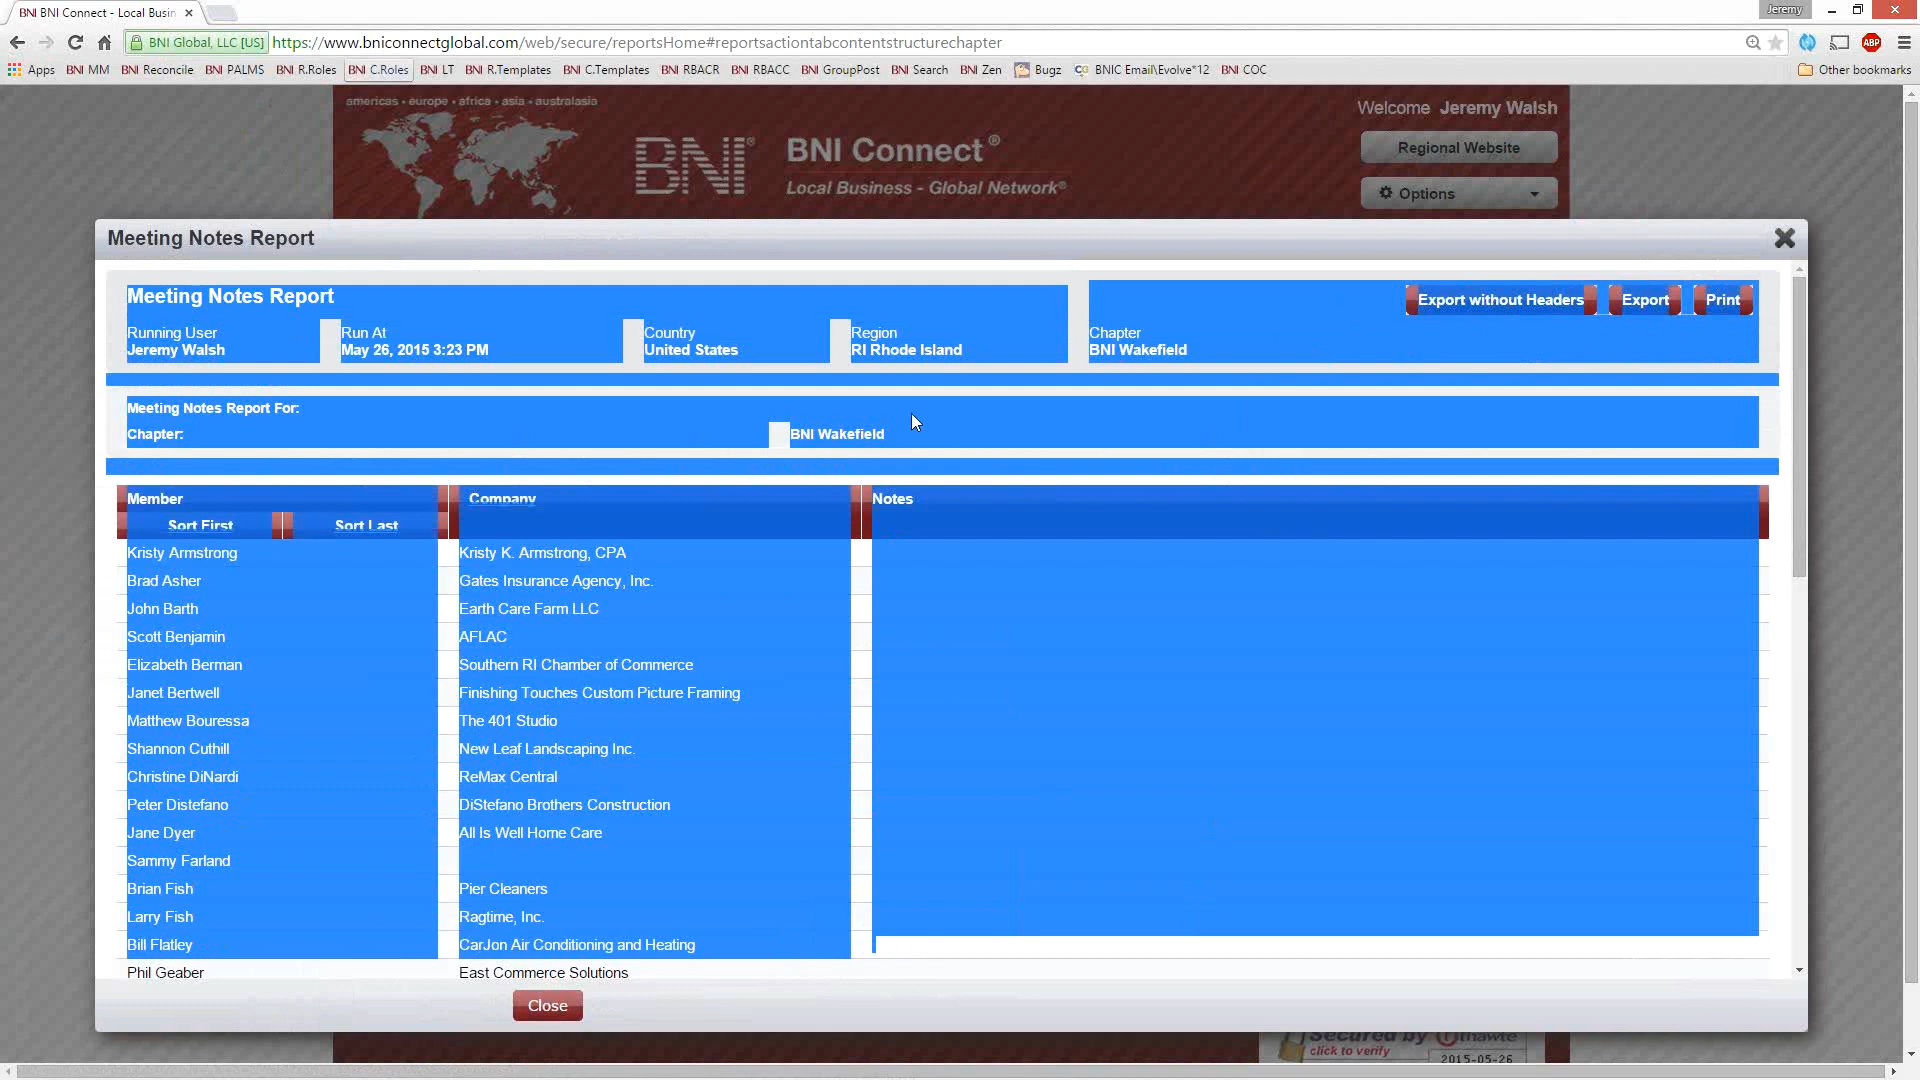 BNI BNI Connect - Local Busin
Jeremy
BNI Global, LLC [US] https://www.bniconnectglobal.com/web/secure/reportsHome#reportsactiontabcontentstructurechapter
Apps BNI MM BNI Reconcile BNI PALMS BNI R.Roles BNI C.Roles BNI LT BNI R.Templates BNI C.Templates BNI RBACR BNI RBACC BNI GroupPost BNI Search BNI Zen Bugz CG BNIC Email\Evolve*12 BNI COC Other bookmarks
ABP
americas • europe • africa • asia • australasia
BNI®
BNI Connect®
Local Business - Global Network®
Welcome Jeremy Walsh
Regional Website
Options
Meeting Notes Report
Meeting Notes Report
Export without Headers Export Print
Running User Run At Country Region Chapter
Jeremy Walsh May 26, 2015 3:23 PM United States RI Rhode Island BNI Wakefield
Meeting Notes Report For:
Chapter: BNI Wakefield
Member Company Notes
Sort First Sort Last
Kristy Armstrong Kristy K. Armstrong, CPA
Brad Asher Gates Insurance Agency, Inc.
John Barth Earth Care Farm LLC
Scott Benjamin AFLAC
Elizabeth Berman Southern RI Chamber of Commerce
Janet Bertwell Finishing Touches Custom Picture Framing
Matthew Bouressa The 401 Studio
Shannon Cuthill New Leaf Landscaping Inc.
Christine DiNardi ReMax Central
Peter Distefano DiStefano Brothers Construction
Jane Dyer All Is Well Home Care
Sammy Farland
Brian Fish Pier Cleaners
Larry Fish Ragtime, Inc.
Bill Flatley CarJon Air Conditioning and Heating
Phil Geaber East Commerce Solutions
Close
Secured by thawte
click to verify
2015-05-26